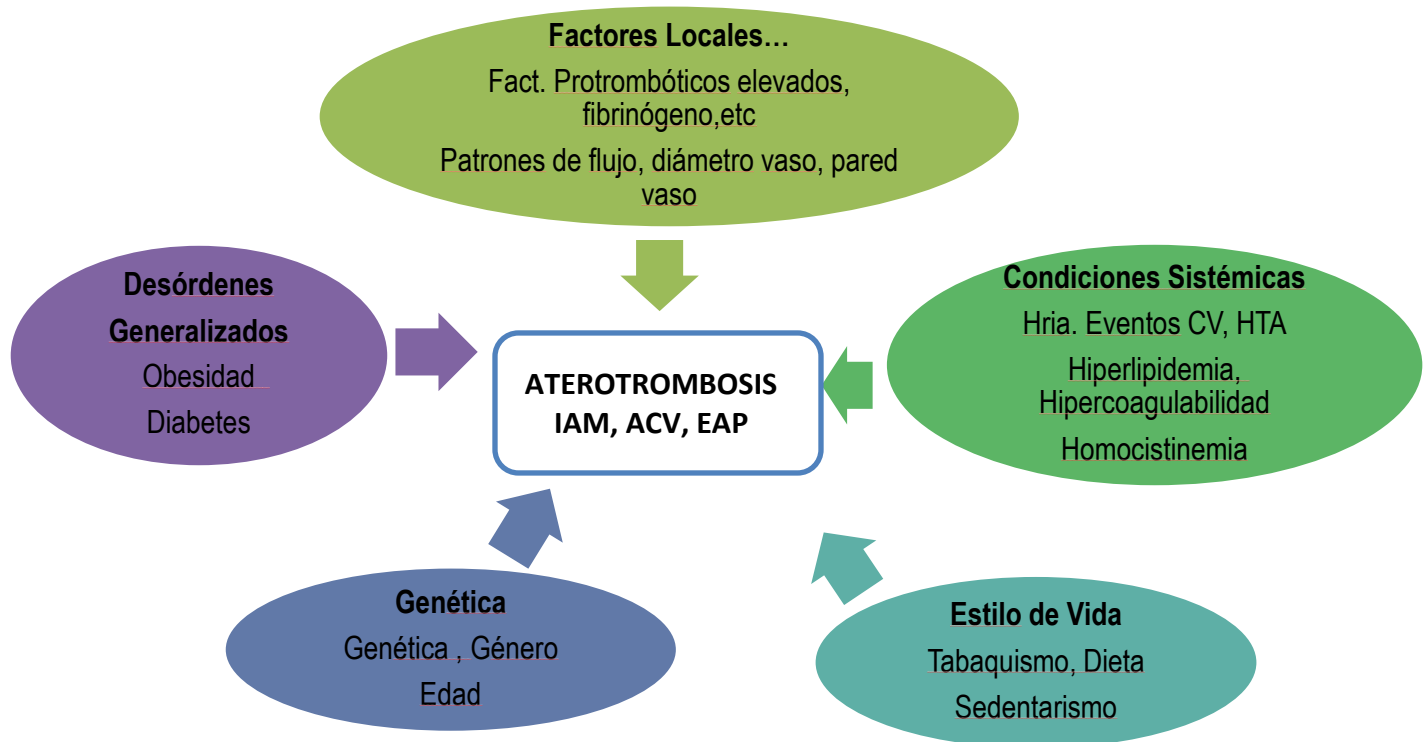 Factores Locales…
Fact. Protrombóticos elevados,
fibrinógeno,etc
Patrones de flujo, diámetro vaso, pared
vaso
Desórdenes
Generalizados
Obesidad
Diabetes
Condiciones Sistémicas
Hria. Eventos CV, HTA
Hiperlipidemia,
Hipercoagulabilidad
Homocistinemia
ATEROTROMBOSIS
IAM, ACV, EAP
Genética
Genética , Género
Edad
Estilo de Vida
Tabaquismo, Dieta
Sedentarismo